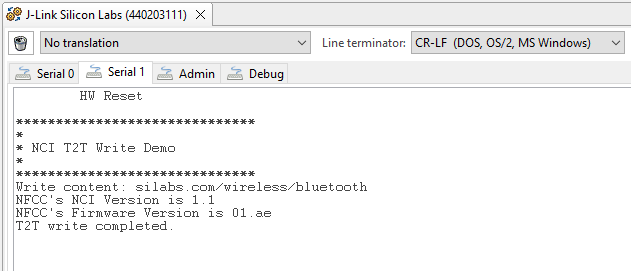 J-Link Silicon Labs (440203111)
No translation Line terminator: CR-LF (DOS, OS/2, MS Windows)
Serial 0 Serial 1 Admin Debug
HW Reset
******************************
*
* NCI T2T Write Demo
*
******************************
Write content: silabs.com/wireless/bluetooth
NFCC's NCI Version is 1.1
NFCC's Firmware Version is 01.ae
T2T write completed.